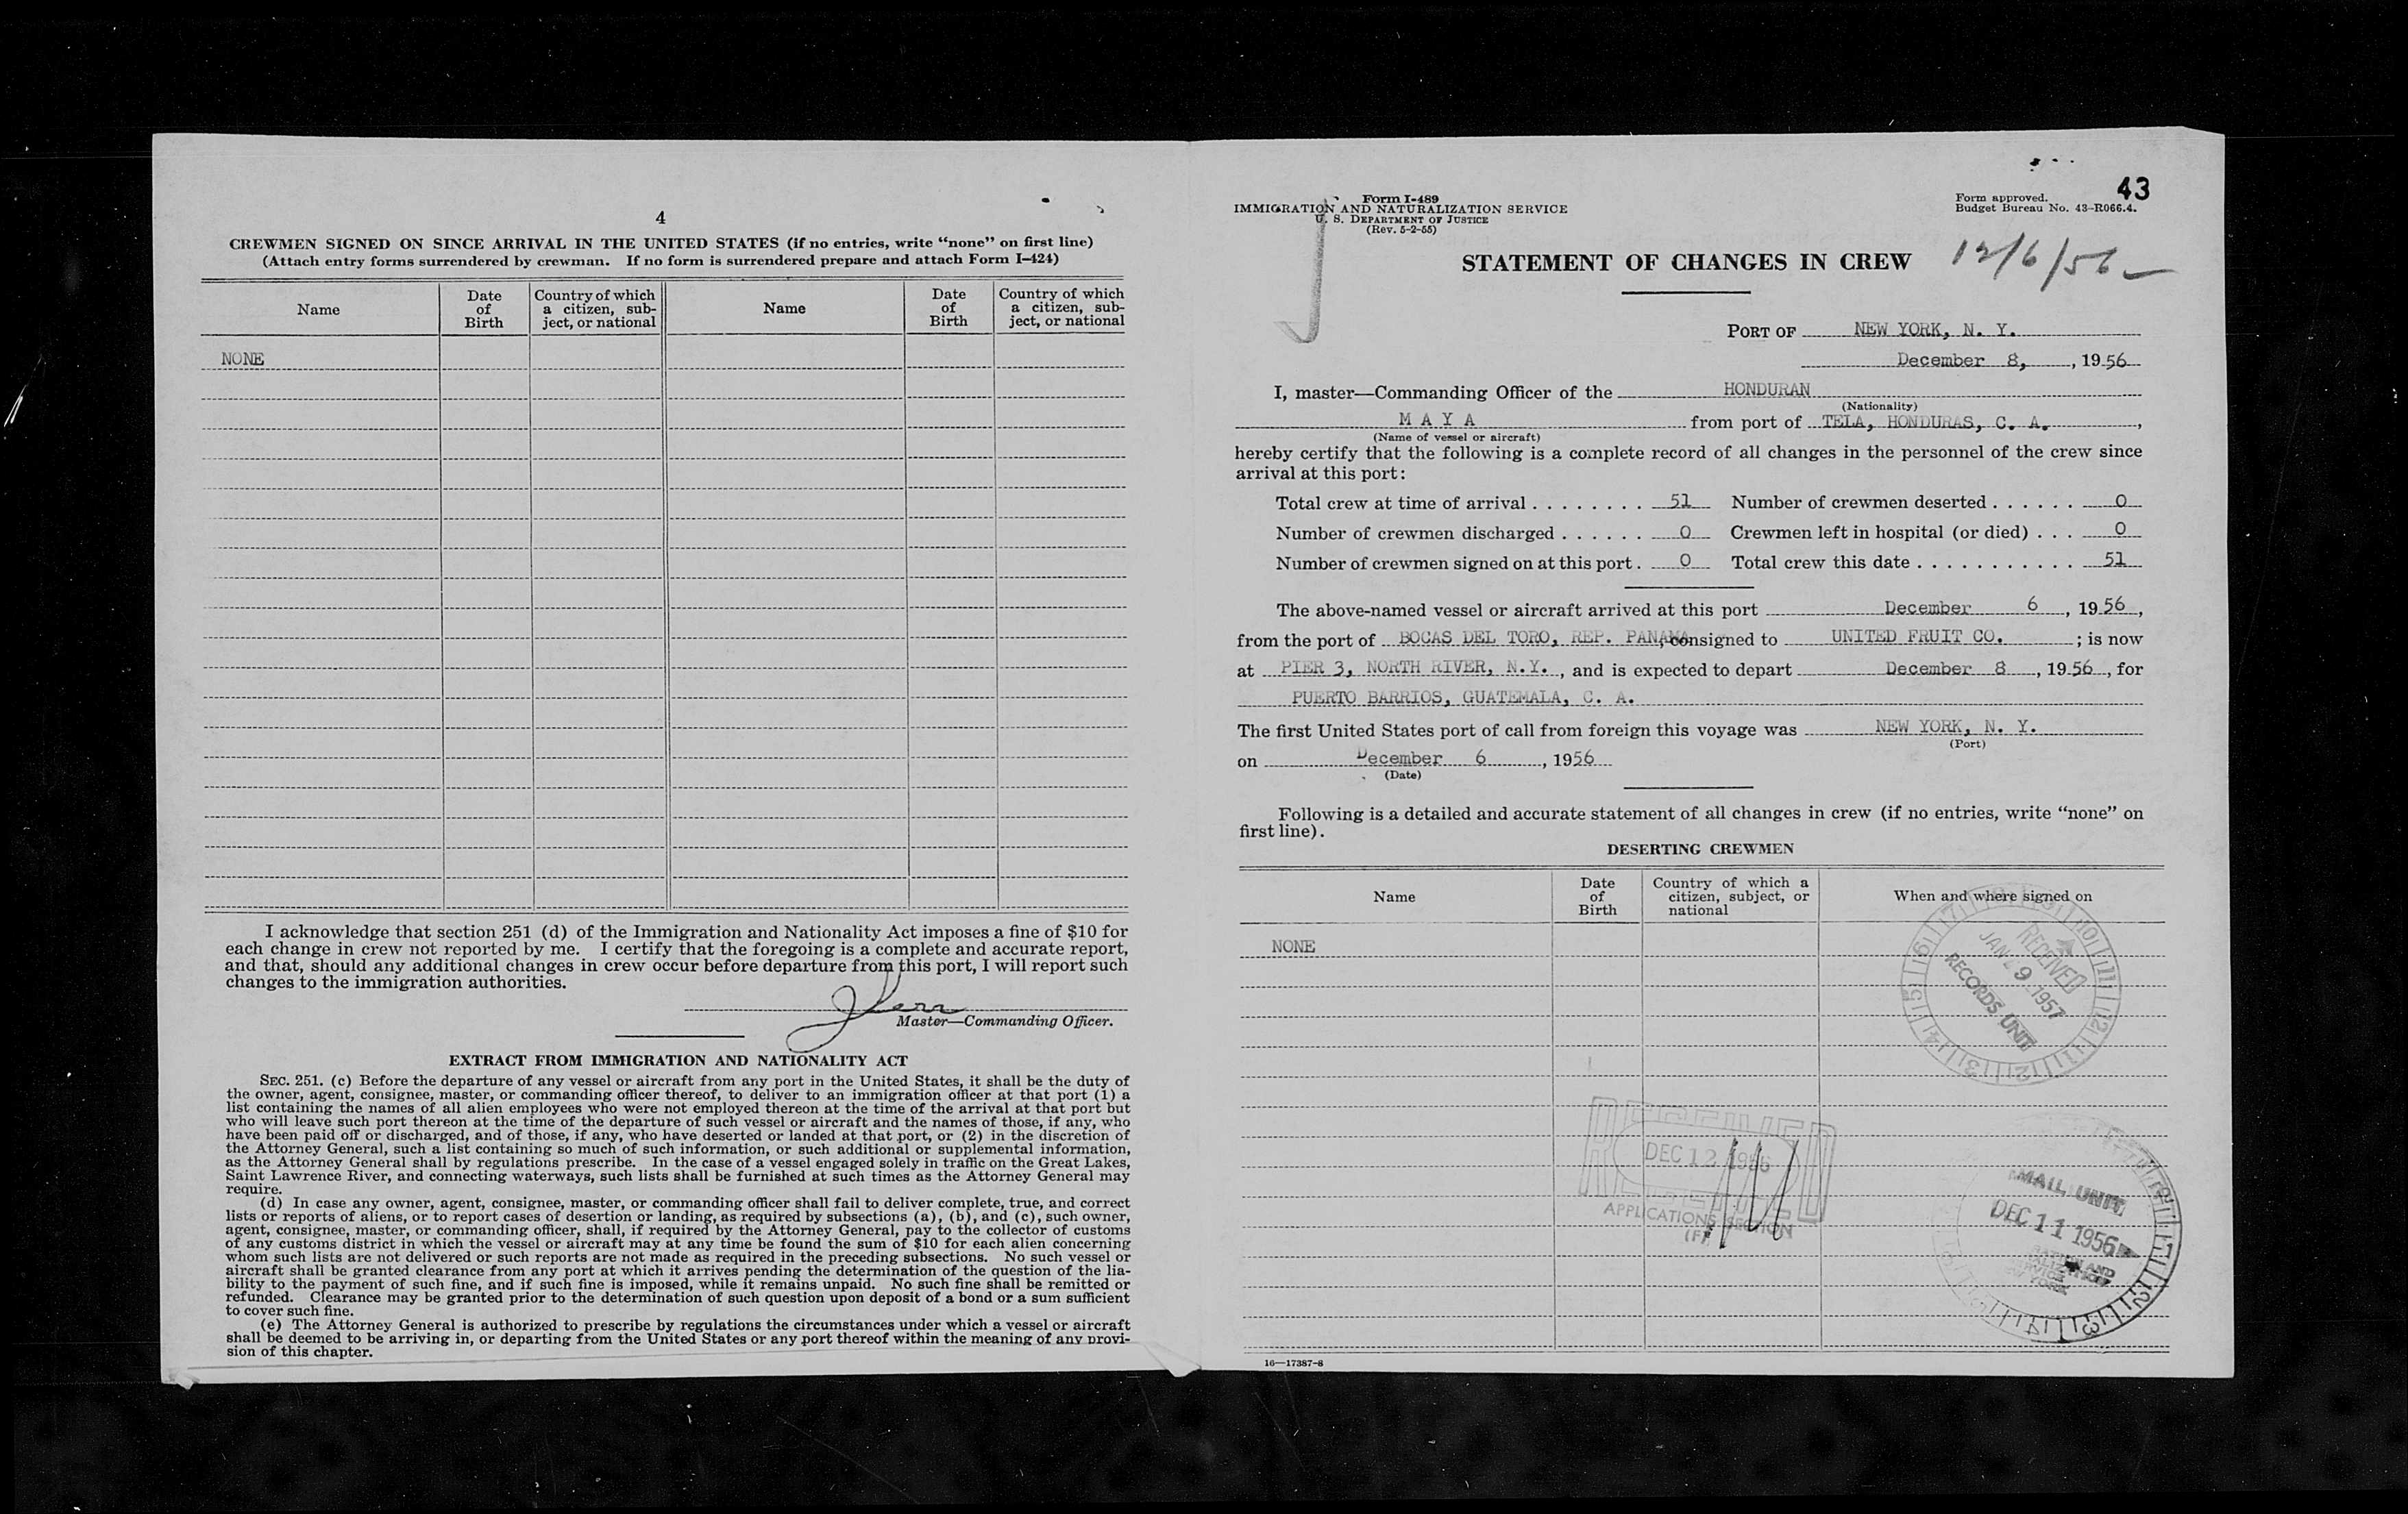 4
CREWMEN SIGNED ON SINCE ARRIVAL IN THE UNITED STATES (if no entries, write “none” on first line)
(Attach entry forms surrendered by crewman. If no form is surrendered prepare and attach Form I–424)
Name
Date of Birth
Country of which a citizen, sub-
ject, or national
Name
Date of Birth
Country of which a citizen, sub-
ject, or national
NONE
I acknowledge that section 251 (d) of the Immigration and Nationality Act imposes a fine of $10 for
each change in crew not reported by me. I certify that the foregoing is a complete and accurate report,
and that, should any additional changes in crew occur before departure from this port, I will report such
changes to the immigration authorities.
Master—Commanding Officer.
EXTRACT FROM IMMIGRATION AND NATIONALITY ACT
SEC. 251. (c) Before the departure of any vessel or aircraft from any port in the United States, it shall be the duty of
the owner, agent, consignee, master, or commanding officer thereof, to deliver to an immigration officer at that port (1) a
list containing the names of all alien employees who were not employed thereon at the time of the arrival at that port but
who will leave such port thereon at the time of the departure of such vessel or aircraft and the names of those, if any, who
have been paid off or discharged, and of those, if any, who have deserted or landed at that port, or (2) in the discretion of
the Attorney General, such a list containing so much of such information, or such additional or supplemental information,
as the Attorney General shall by regulations prescribe. In the case of a vessel engaged solely in traffic on the Great Lakes,
Saint Lawrence River, and connecting waterways, such lists shall be furnished at such times as the Attorney General may
require.
(d) In case any owner, agent, consignee, master, or commanding officer shall fail to deliver complete, true, and correct
lists or reports of aliens, or to report cases of desertion or landing, as required by subsections (a), (b), and (c), such owner,
agent, consignee, master, or commanding officer, shall, if required by the Attorney General, pay to the collector of customs
of any customs district in which the vessel or aircraft may at any time be found the sum of $10 for each alien concerning
whom such lists are not delivered or such reports are not made as required in the preceding subsections. No such vessel or
aircraft shall be granted clearance from any port at which it arrives pending the determination of the question of the lia-
bility to the payment of such fine, and if such fine is imposed, while it remains unpaid. No such fine shall be remitted or
refunded. Clearance may be granted prior to the determination of such question upon deposit of a bond or a sum sufficient
to cover such fine.
(e) The Attorney General is authorized to prescribe by regulations the circumstances under which a vessel or aircraft
shall be deemed to be arriving in, or departing from the United States or any port thereof within the meaning of any provi-
sion of this chapter.
Form I-489
IMMIGRATION AND NATURALIZATION SERVICE
U. S. DEPARTMENT OF JUSTICE
(Rev. 5-2-55)
Form approved.
Budget Bureau No. 43-R066.4.
43
12/6/56
STATEMENT OF CHANGES IN CREW
PORT OF NEW YORK, N. Y.
December 8, , 1956
I, master—Commanding Officer of the HONDURAN
(Nationality)
M A Y A from port of TELA, HONDURAS, C. A. ,
(Name of vessel or aircraft)
hereby certify that the following is a complete record of all changes in the personnel of the crew since
arrival at this port:
Total crew at time of arrival . . . . . . . . 51 Number of crewmen deserted . . . . . . 0
Number of crewmen discharged . . . . . . 0 Crewmen left in hospital (or died) . . . 0
Number of crewmen signed on at this port . 0 Total crew this date . . . . . . . . . . . 51
The above-named vessel or aircraft arrived at this port December 6 , 1956 ,
from the port of BOCAS DEL TORO, REP. PANAMA, consigned to UNITED FRUIT CO. ; is now
at PIER 3, NORTH RIVER, N.Y. , and is expected to depart December 8 , 1956 , for
PUERTO BARRIOS, GUATEMALA, C. A.
The first United States port of call from foreign this voyage was NEW YORK, N. Y.
(Port)
on December 6 , 1956
(Date)
Following is a detailed and accurate statement of all changes in crew (if no entries, write “none” on
first line).
DESERTING CREWMEN
Name
Date of Birth
Country of which a
citizen, subject, or
national
When and where signed on
NONE
RECEIVED
JAN 29 1957
RECORDS UNIT
RECEIVED
DEC 12 1956
APPLICATIONS SECTION
(F)
MAIL UNIT
DEC 11 1956
16—17387-8